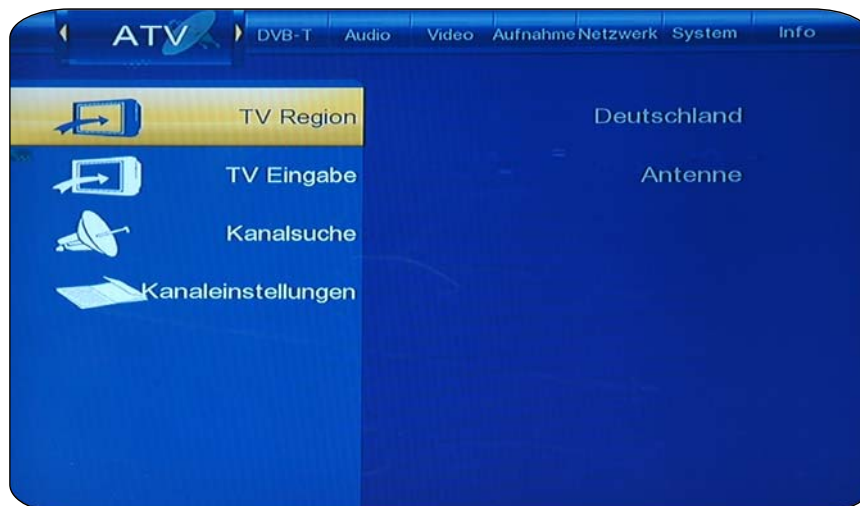 ATV DVB-T Audio Video Aufnahme Netzwerk System Info
TV Region Deutschland
TV Eingabe Antenne
Kanalsuche
Kanaleinstellungen